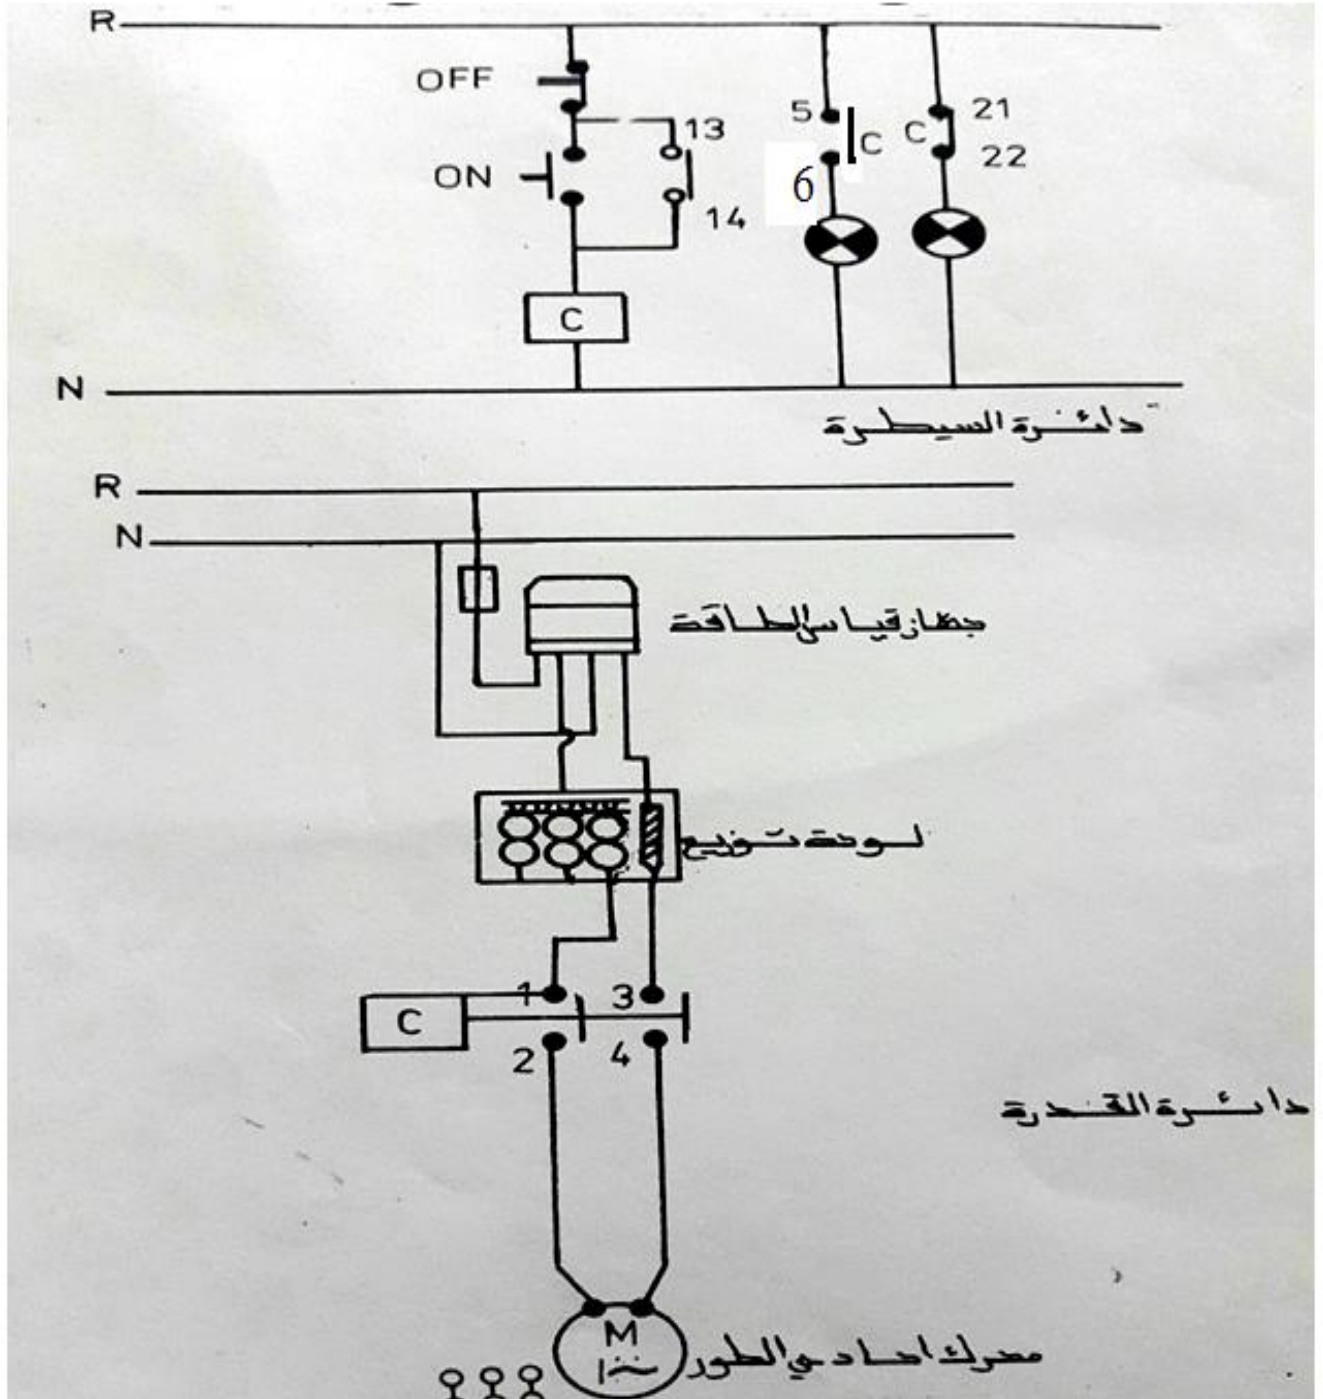 R
OFF
13
ON
14
5
C
6
C
21
22
C
N
دائرة السيطرة
R
N
جهاز قياس الطاقة
لوحة توزيع
1
3
C
2
4
دائرة القدرة
M
1~
محرك احادي الطور